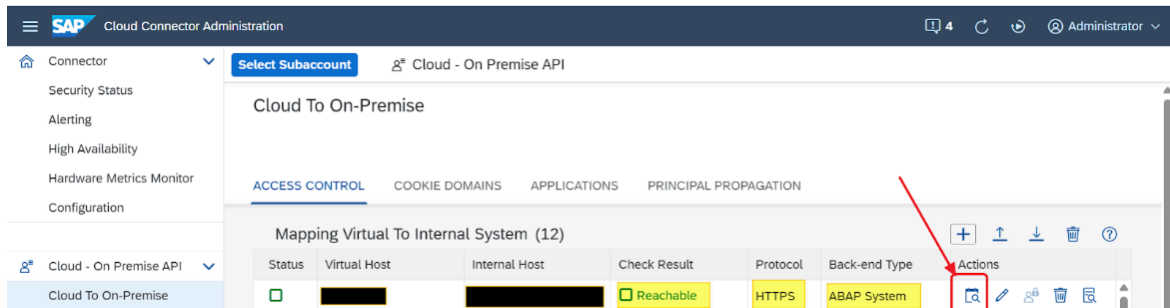 SAP Cloud Connector Administration 4 Administrator
Connector
Select Subaccount Cloud - On Premise API
Security Status
Cloud To On-Premise
Alerting
High Availability
Hardware Metrics Monitor
ACCESS CONTROL COOKIE DOMAINS APPLICATIONS PRINCIPAL PROPAGATION
Configuration
Mapping Virtual To Internal System (12)
Cloud - On Premise API
Status Virtual Host Internal Host Check Result Protocol Back-end Type Actions
Cloud To On-Premise
Reachable HTTPS ABAP System